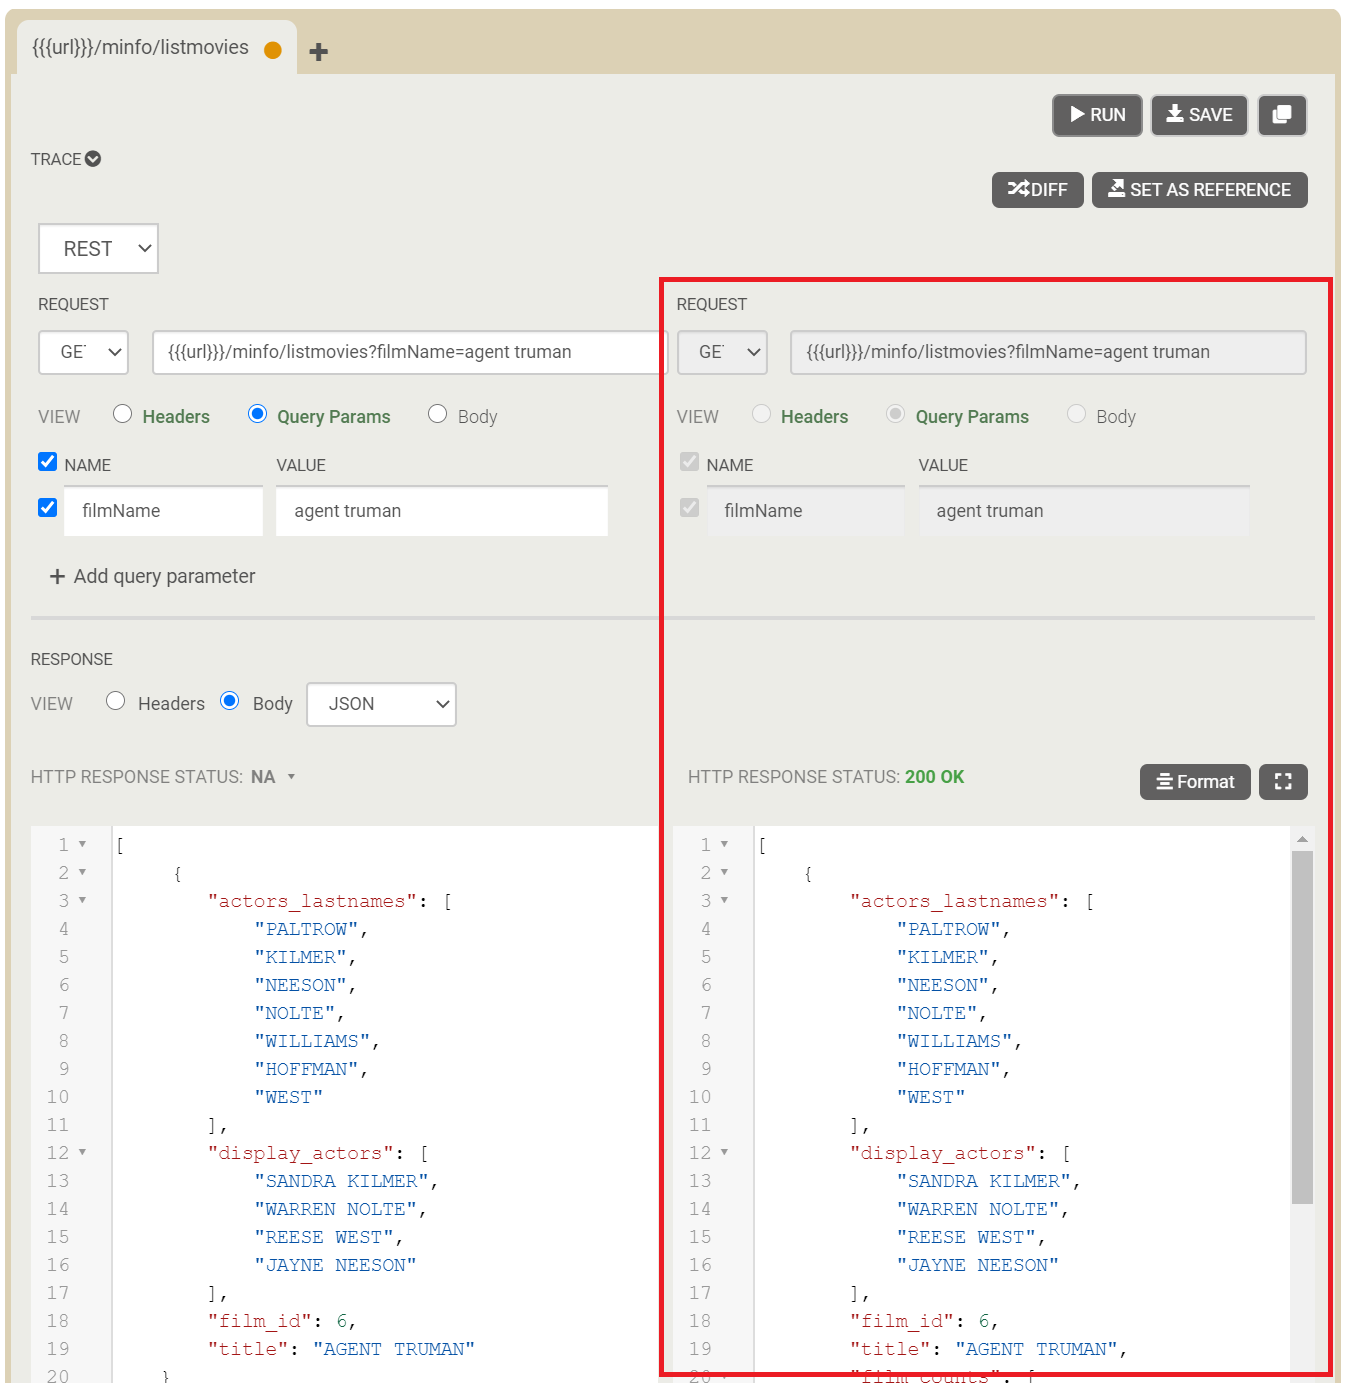 {{{url}}}/minfo/listmovies
RUN SAVE
TRACE
DIFF SET AS REFERENCE
REST
REQUEST REQUEST
GET {{{url}}}/minfo/listmovies?filmName=agent truman GET {{{url}}}/minfo/listmovies?filmName=agent truman
VIEW Headers Query Params Body VIEW Headers Query Params Body
NAME VALUE NAME VALUE
filmName agent truman filmName agent truman
+ Add query parameter
RESPONSE
VIEW Headers Body JSON
HTTP RESPONSE STATUS: NA HTTP RESPONSE STATUS: 200 OK Format
1 [ 1 [
2 { 2 {
3 "actors_lastnames": [ 3 "actors_lastnames": [
4 "PALTROW", 4 "PALTROW",
5 "KILMER", 5 "KILMER",
6 "NEESON", 6 "NEESON",
7 "NOLTE", 7 "NOLTE",
8 "WILLIAMS", 8 "WILLIAMS",
9 "HOFFMAN", 9 "HOFFMAN",
10 "WEST" 10 "WEST"
11 ], 11 ],
12 "display_actors": [ 12 "display_actors": [
13 "SANDRA KILMER", 13 "SANDRA KILMER",
14 "WARREN NOLTE", 14 "WARREN NOLTE",
15 "REESE WEST", 15 "REESE WEST",
16 "JAYNE NEESON" 16 "JAYNE NEESON"
17 ], 17 ],
18 "film_id": 6, 18 "film_id": 6,
19 "title": "AGENT TRUMAN" 19 "title": "AGENT TRUMAN",
20 } 20 "film_counts": [